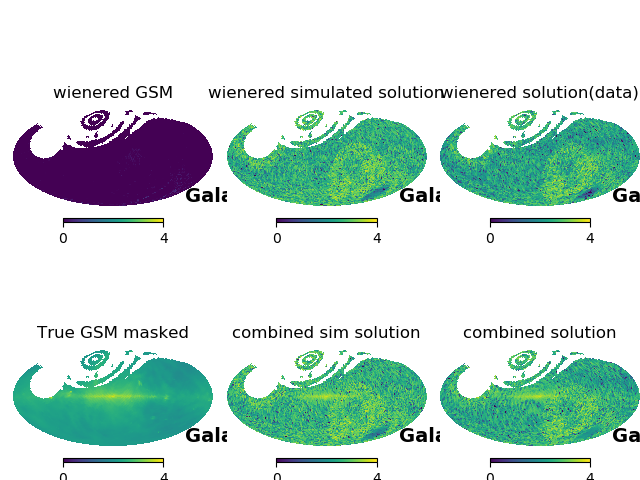 wienered GSM
wienered simulated solution
wienered solution(data)
Gala
Gala
Ga
0 4
0 4
0 4
True GSM masked
combined sim solution
combined solution
Gala
Gala
Ga
0 4
0 4
0 4